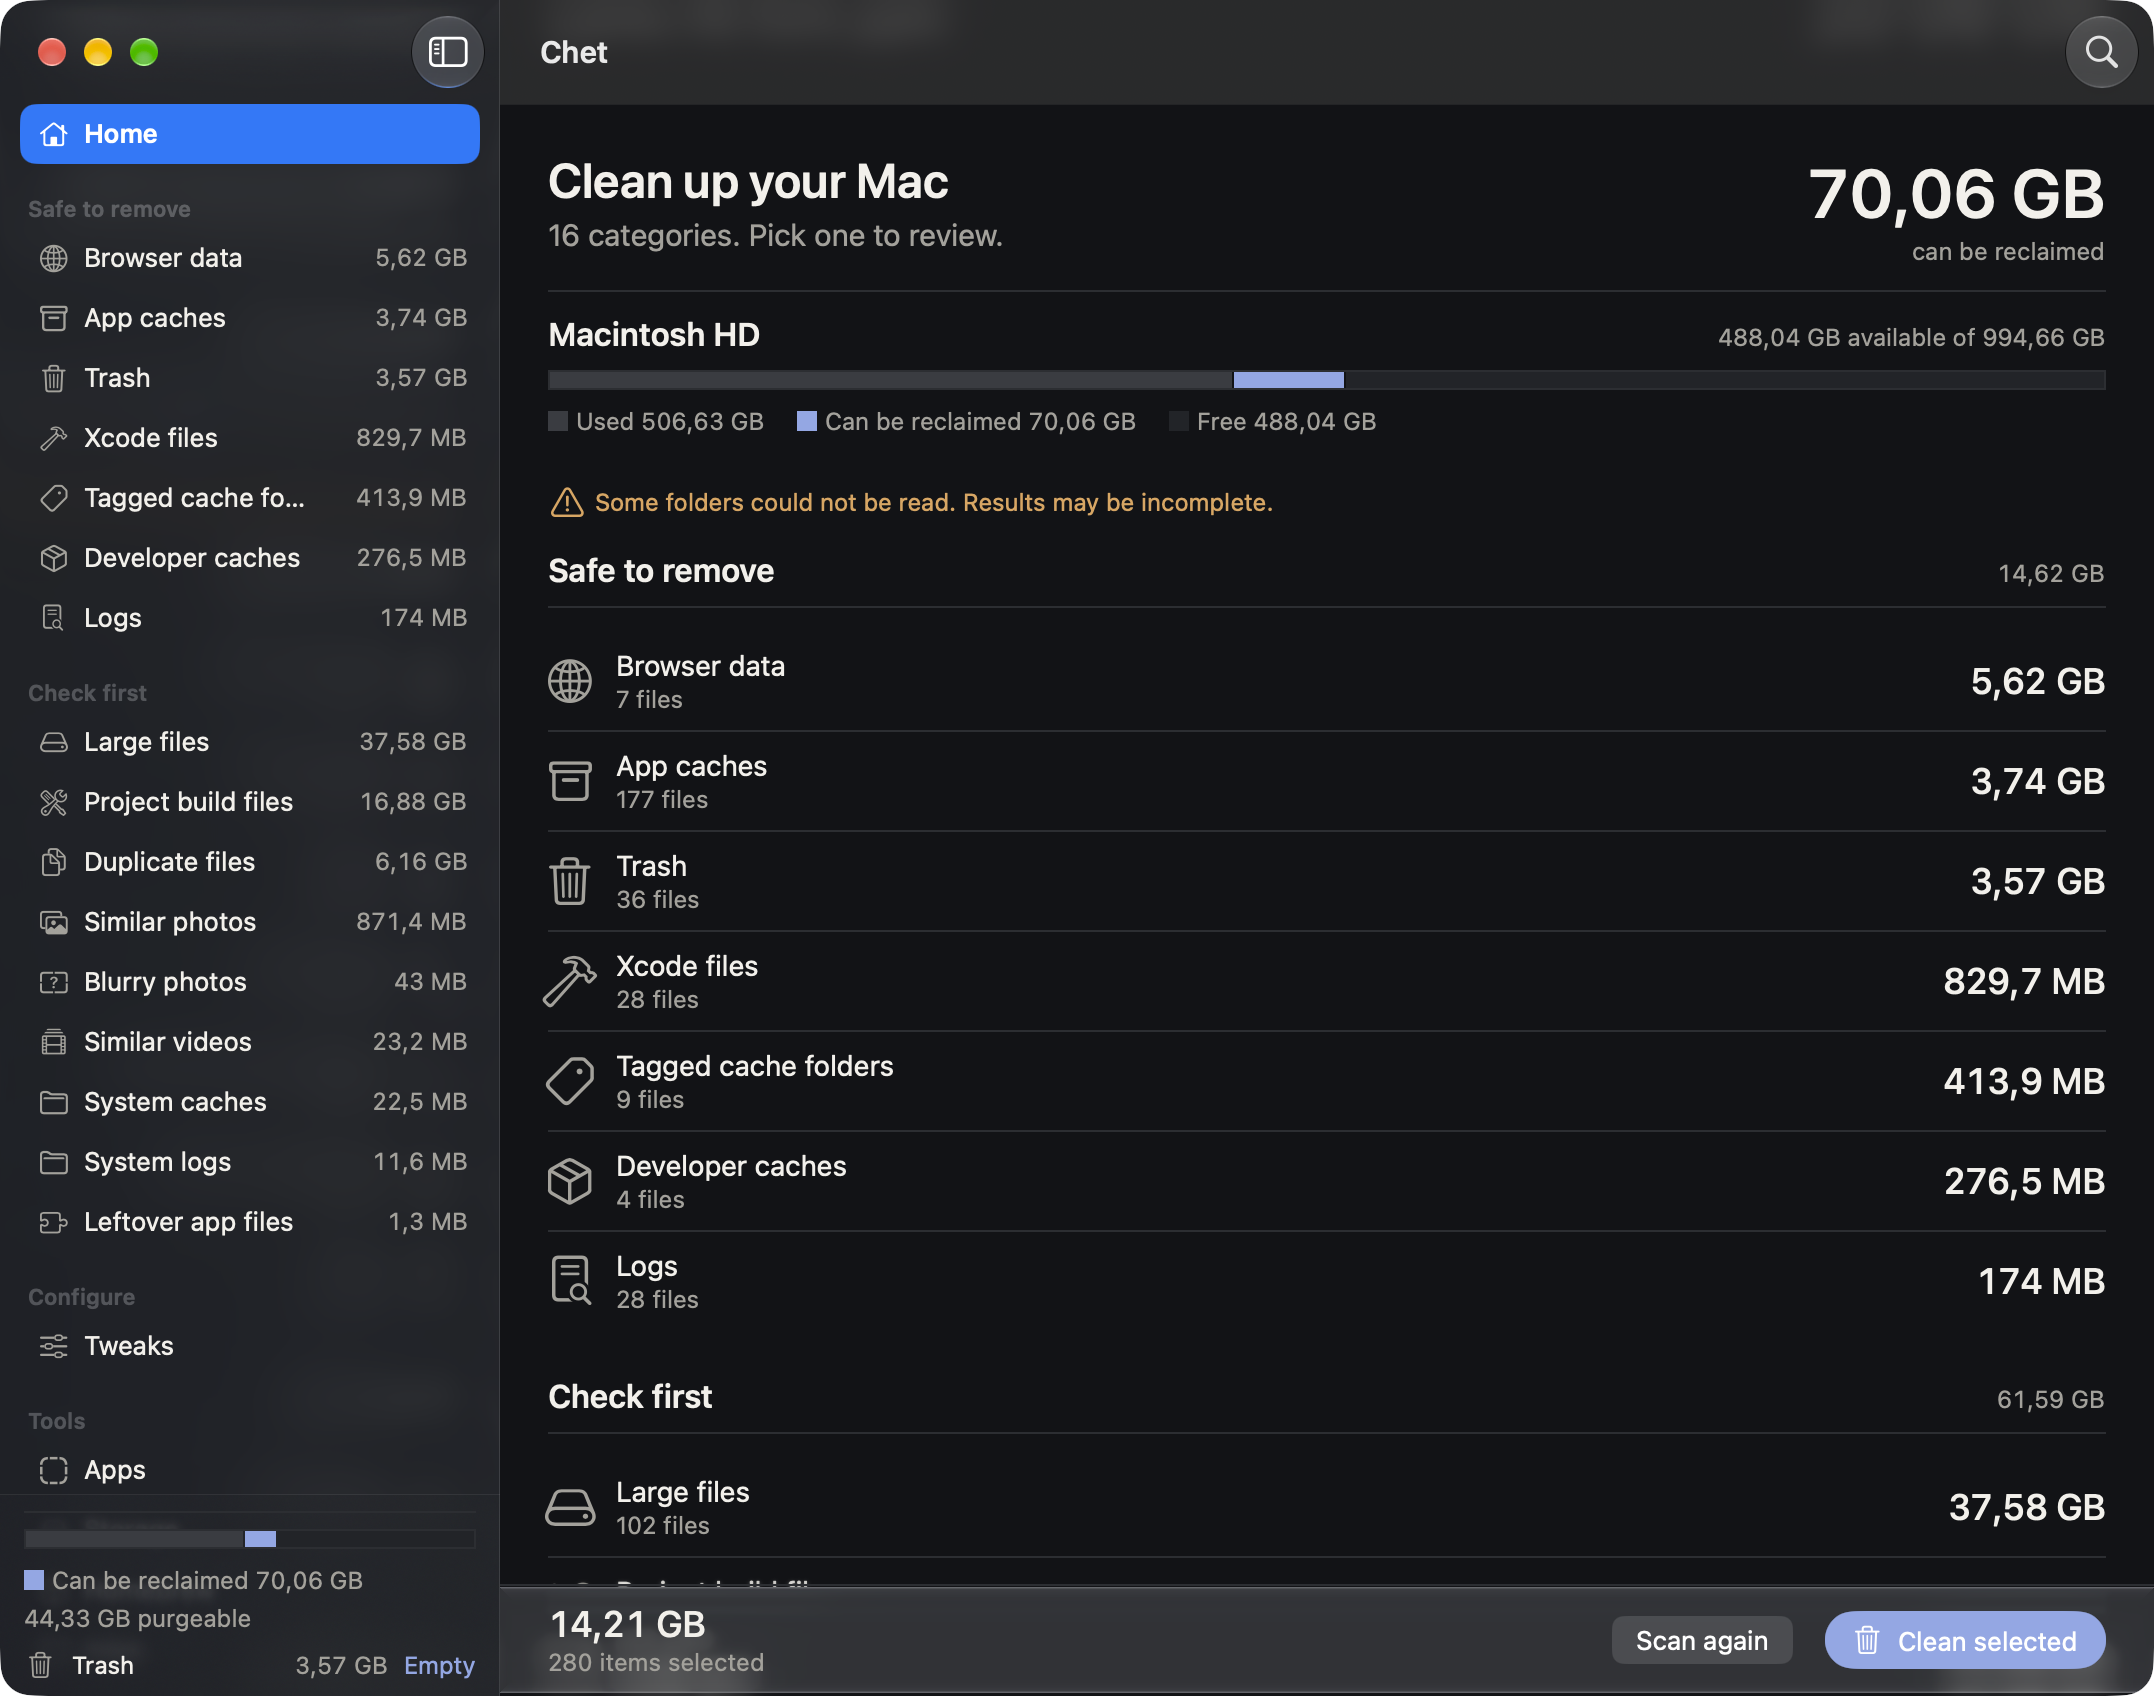 Chet
Home
Safe to remove
Browser data 5,62 GB
App caches 3,74 GB
Trash 3,57 GB
Xcode files 829,7 MB
Tagged cache fo... 413,9 MB
Developer caches 276,5 MB
Logs 174 MB
Check first
Large files 37,58 GB
Project build files 16,88 GB
Duplicate files 6,16 GB
Similar photos 871,4 MB
Blurry photos 43 MB
Similar videos 23,2 MB
System caches 22,5 MB
System logs 11,6 MB
Leftover app files 1,3 MB
Configure
Tweaks
Tools
Apps
Can be reclaimed 70,06 GB
44,33 GB purgeable
Trash 3,57 GB Empty
Clean up your Mac
16 categories. Pick one to review.
70,06 GB
can be reclaimed
Macintosh HD
488,04 GB available of 994,66 GB
Used 506,63 GB Can be reclaimed 70,06 GB Free 488,04 GB
Some folders could not be read. Results may be incomplete.
Safe to remove 14,62 GB
Browser data
7 files
5,62 GB
App caches
177 files
3,74 GB
Trash
36 files
3,57 GB
Xcode files
28 files
829,7 MB
Tagged cache folders
9 files
413,9 MB
Developer caches
4 files
276,5 MB
Logs
28 files
174 MB
Check first 61,59 GB
Large files
102 files
37,58 GB
14,21 GB
280 items selected
Scan again
Clean selected